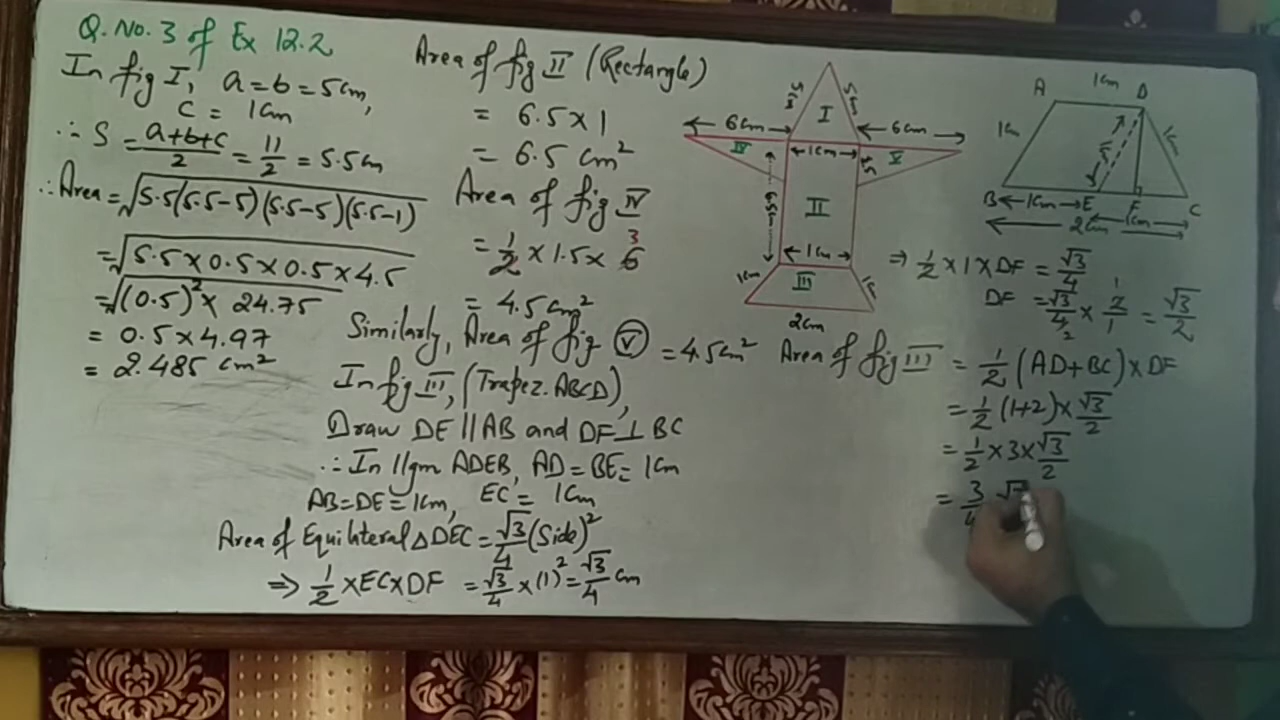 Q. No. 3 of Ex 12.2
In fig I, a = b = 5cm,
c = 1cm
∴ S = a+b+c/2 = 11/2 = 5.5cm
∴ Area = √5.5(5.5-5)(5.5-5)(5.5-1)
= √5.5 × 0.5 × 0.5 × 4.5
= √(0.5)² × 24.75
= 0.5 × 4.97
= 2.485 cm²
Area of fig II (Rectangle)
= 6.5 × 1
= 6.5 cm²
Area of fig IV
= 1/2 × 1.5 × 6 3
= 4.5 cm²
Similarly, Area of fig V = 4.5cm²
In fig III, (Trapez. ABCD),
Draw DE || AB and DF ⊥ BC
∴ In ||gm ADEB, AD = BE = 1cm
AB = DE = 1cm, EC = 1cm
Area of Equilateral △DEC = √3/4 (Side)²
⇒ 1/2 × EC × DF = √3/4 × (1)² = √3/4 cm
I
5cm
6cm
6cm
IV
1cm
V
6.5cm
II
1cm
1cm
III
2cm
A
1cm
D
1cm
1cm
B
1cm
E
F
C
1cm
2cm
⇒ 1/2 × 1 × DF = √3/4
DF = √3/4 2 × 2/1 1 = √3/2
Area of fig III = 1/2 (AD+BC) × DF
= 1/2 (1+2) × √3/2
= 1/2 × 3 × √3/2
= 3/4